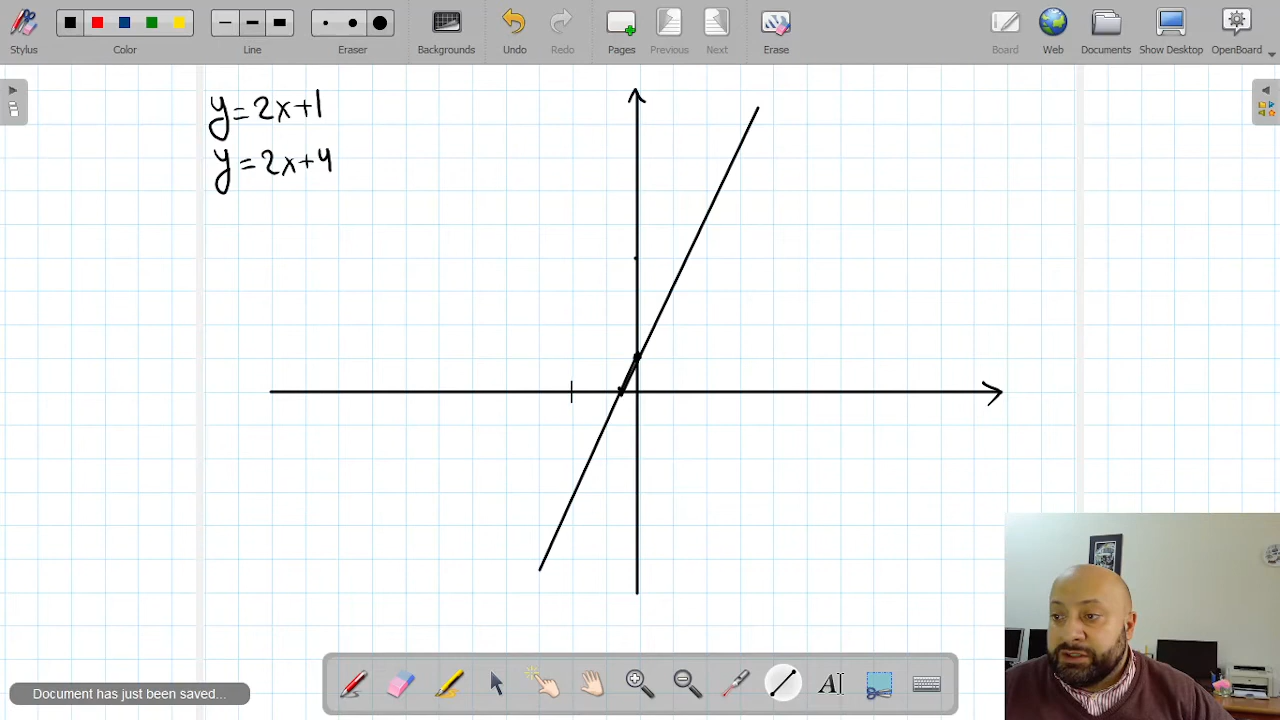 Stylus Color Line Eraser Backgrounds Undo Redo Pages Previous Next Erase Board Web Documents Show Desktop OpenBoard
y=2x+1
y=2x+4
Document has just been saved...